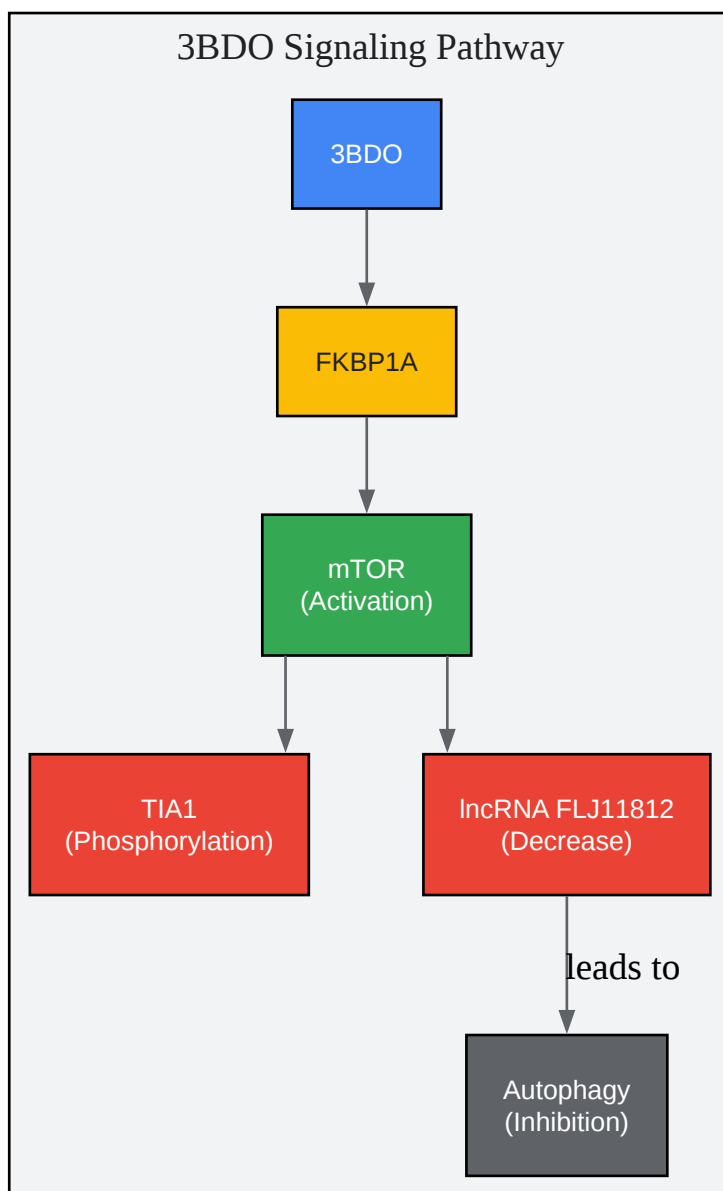 3BDO Signaling Pathway
3BDO
FKBP1A
mTOR
(Activation)
TIA1
(Phosphorylation)
lncRNA FLJ11812
(Decrease)
leads to
Autophagy
(Inhibition)